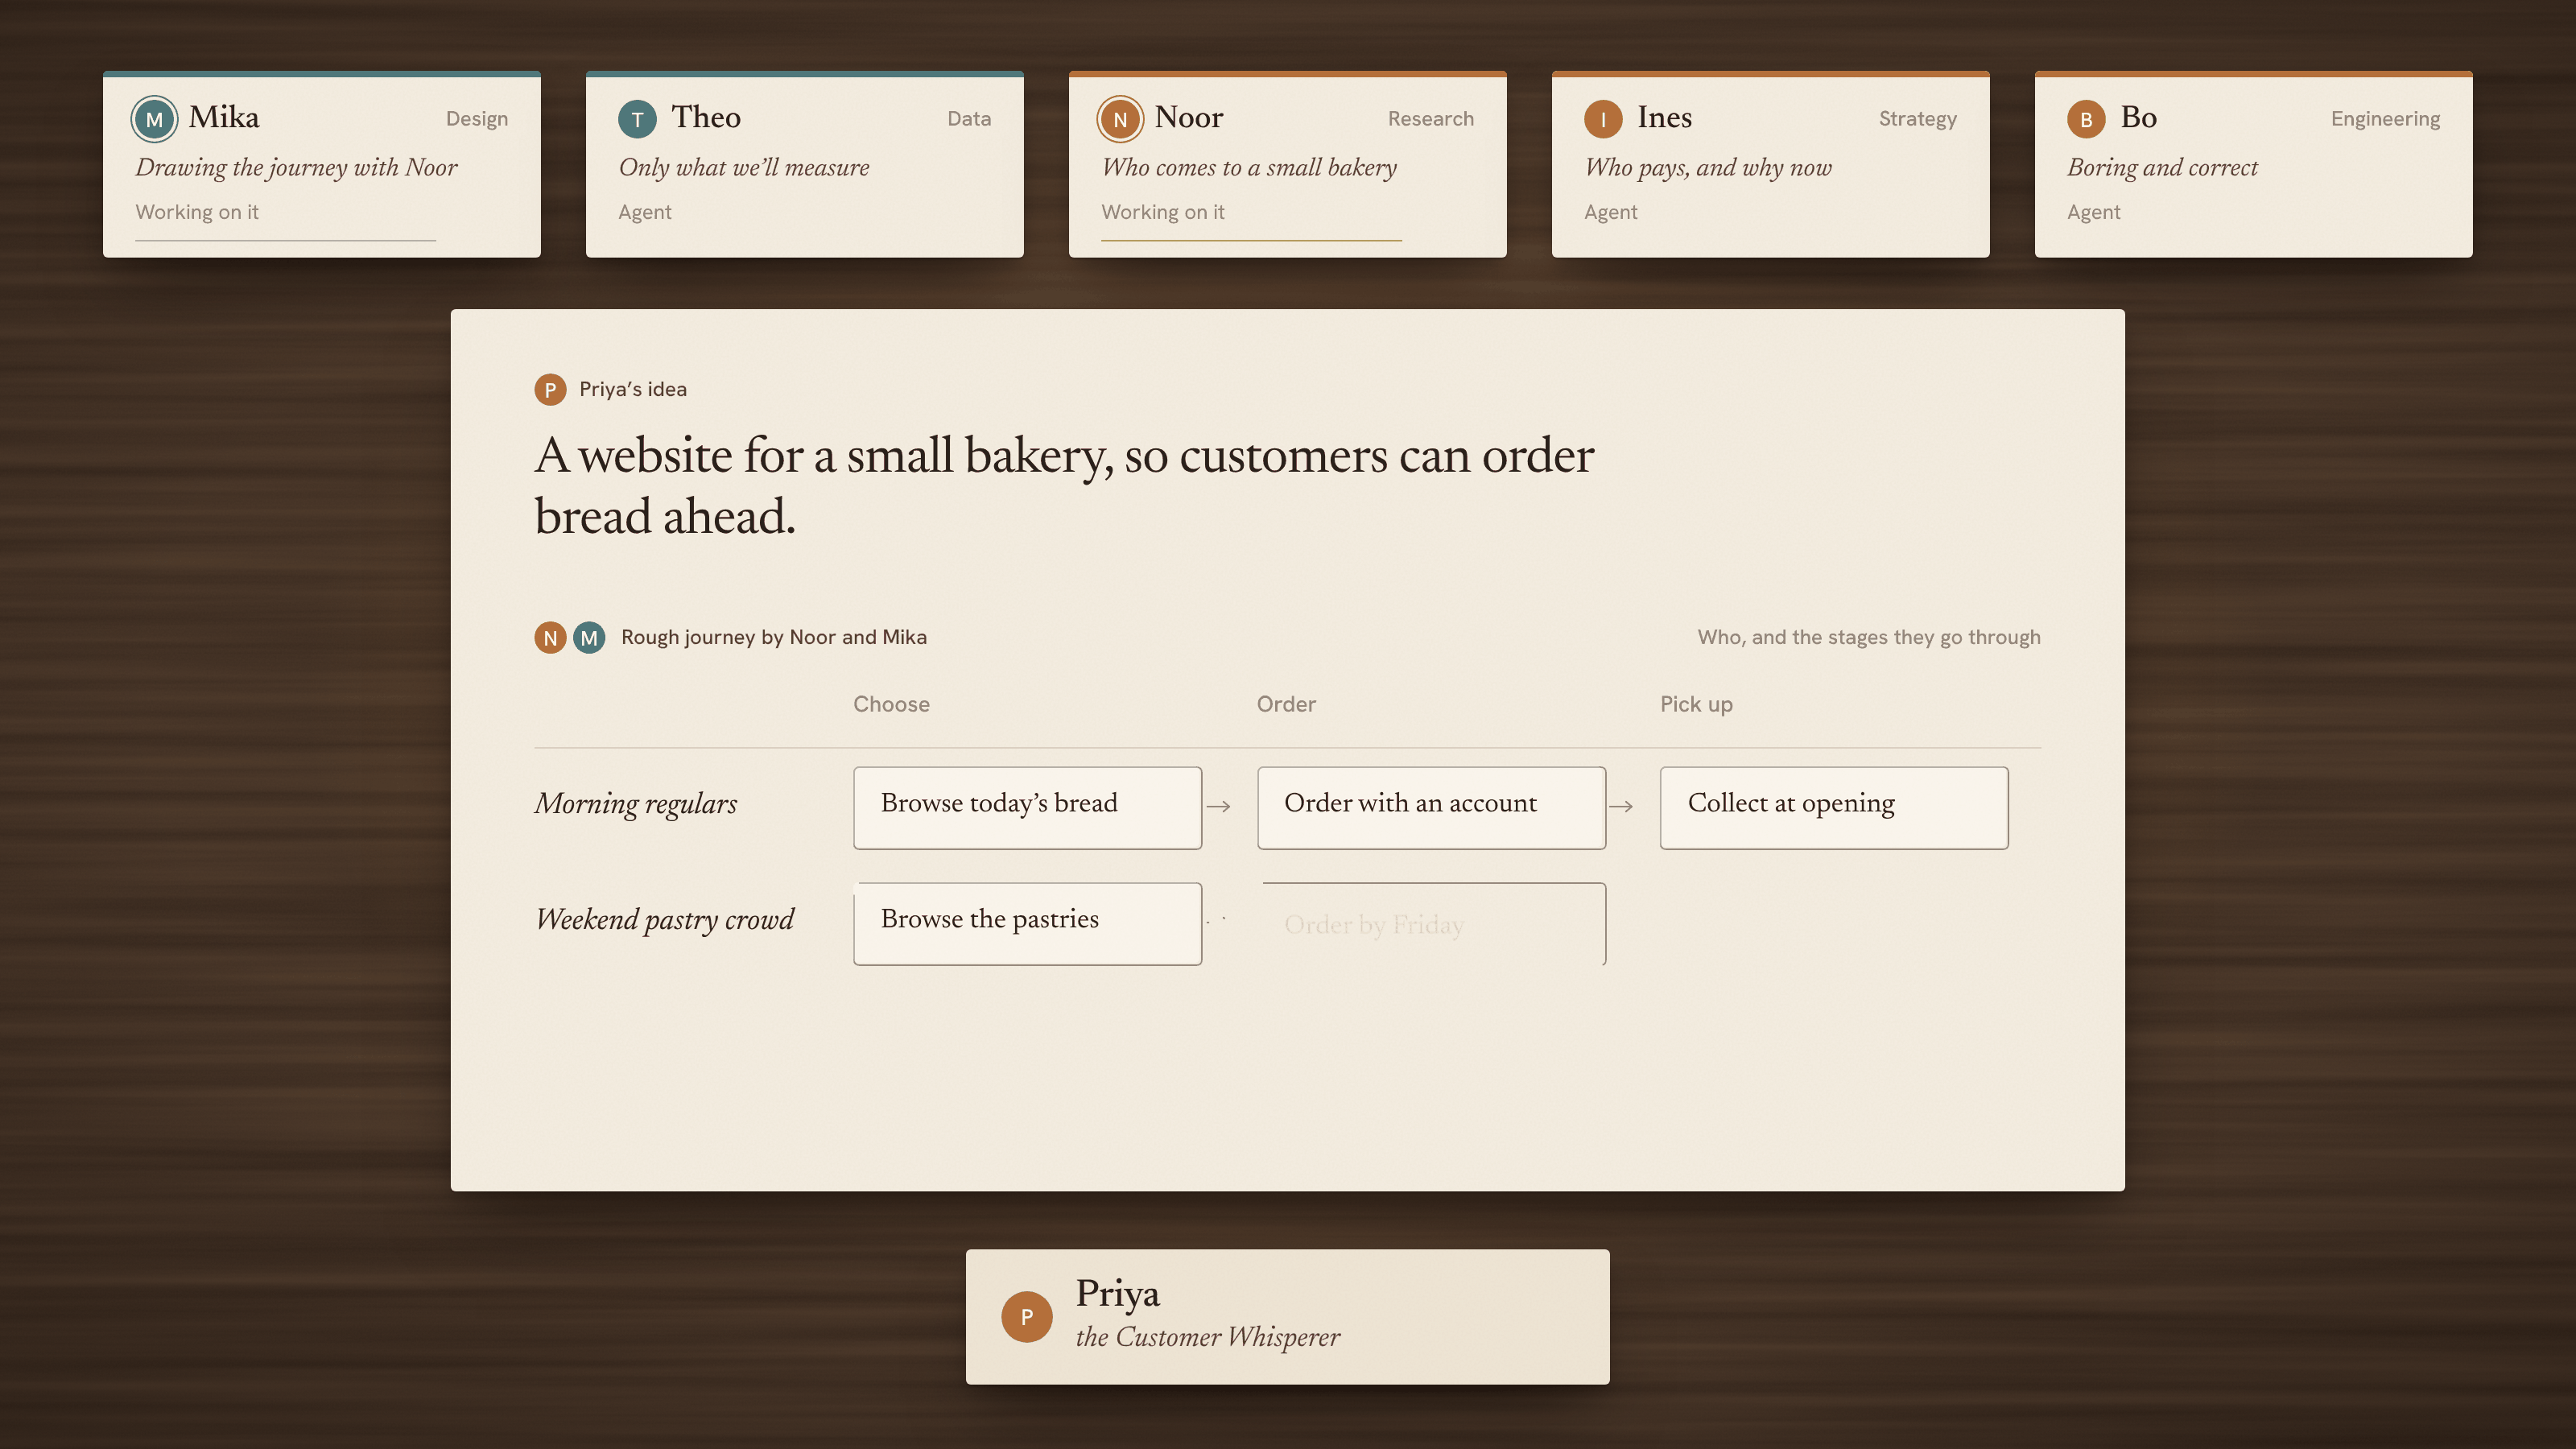 M Mika Design
Drawing the journey with Noor
Working on it
T Theo Data
Only what we’ll measure
Agent
N Noor Research
Who comes to a small bakery
Working on it
I Ines Strategy
Who pays, and why now
Agent
B Bo Engineering
Boring and correct
Agent
P Priya’s idea
A website for a small bakery, so customers can order
bread ahead.
N M Rough journey by Noor and Mika Who, and the stages they go through
Choose Order Pick up
Morning regulars Browse today’s bread → Order with an account → Collect at opening
Weekend pastry crowd Browse the pastries Order by Friday
P Priya
the Customer Whisperer